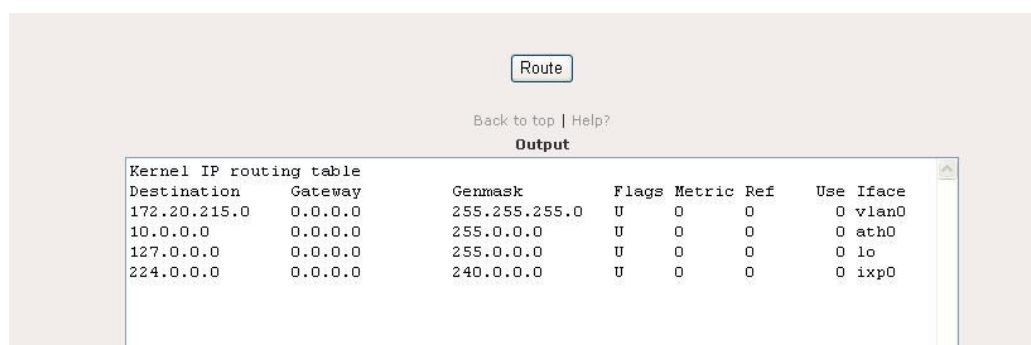 Route
Back to top | Help?
Output
Kernel IP routing table
Destination Gateway Genmask Flags Metric Ref Use Iface
172.20.215.0 0.0.0.0 255.255.255.0 U 0 0 0 vlan0
10.0.0.0 0.0.0.0 255.0.0.0 U 0 0 0 ath0
127.0.0.0 0.0.0.0 255.0.0.0 U 0 0 0 lo
224.0.0.0 0.0.0.0 240.0.0.0 U 0 0 0 ixp0